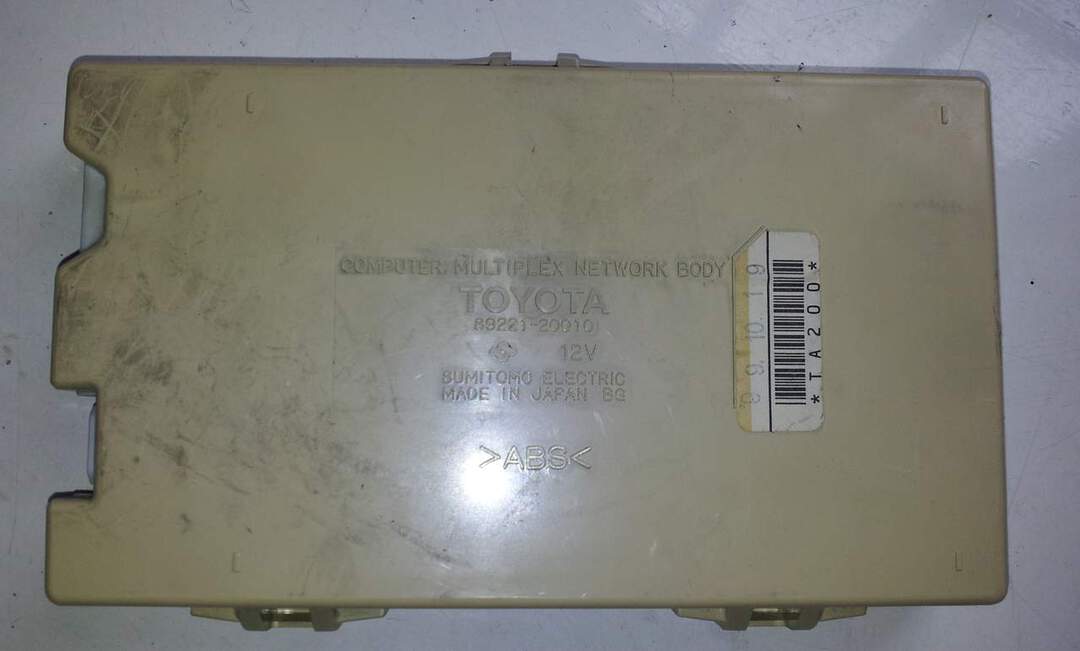 COMPUTER, MULTIPLEX NETWORK BODY
TOYOTA
89221-20010
12V
SUMITOMO ELECTRIC
MADE IN JAPAN BG
>ABS<
*TA200*